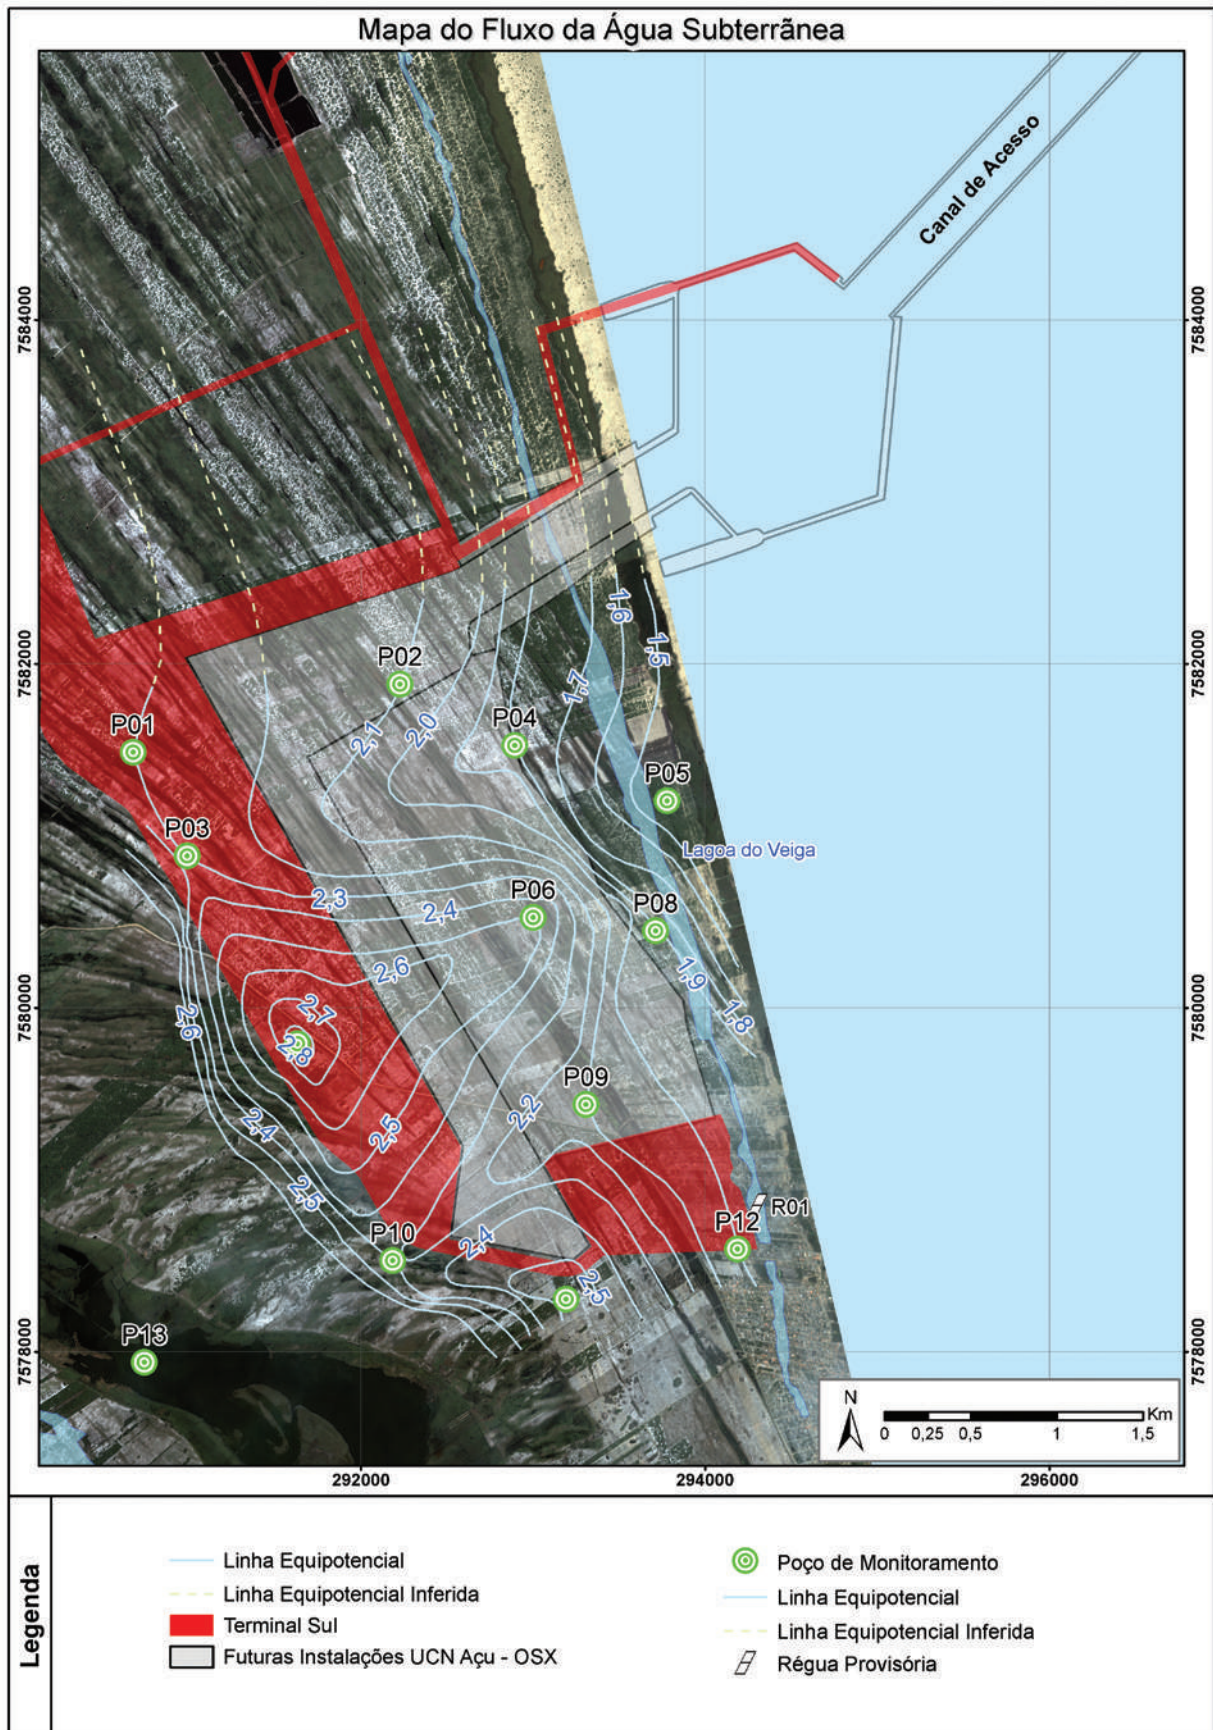 Mapa do Fluxo da Água Subterrãnea
Canal de Acesso
7584000
7584000
1,6
1,5
7582000
7582000
P02
1,7
P01
P04
2,1
2,0
P05
P03
Lagoa do Veiga
2,3
2,4
P06
P08
2,6
1,9
2,6
2,7
1,8
7580000
7580000
2,8
P09
2,2
2,4
2,5
2,5
R01
P10
P12
2,4
2,5
P13
7578000
7578000
N
Km
0 0,25 0,5 1 1,5
292000 294000 296000
Legenda
Linha Equipotencial
Linha Equipotencial Inferida
Terminal Sul
Futuras Instalações UCN Açu - OSX
Poço de Monitoramento
Linha Equipotencial
Linha Equipotencial Inferida
Régua Provisória